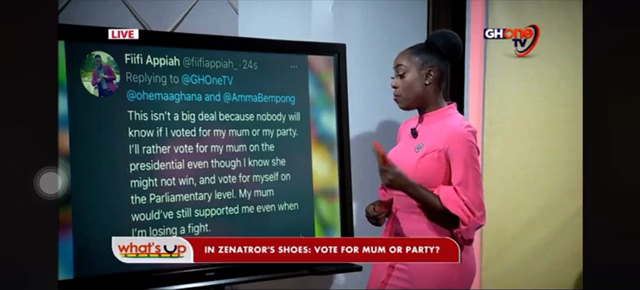 LIVE
GHOne
TV
Fiifi Appiah @fiifiappiah_ · 24s
Replying to @GHOneTV
@ohemaaghana and @AmmaBempong
This isn't a big deal because nobody will
know if I voted for my mum or my party.
I'll rather vote for my mum on the
presidential even though I know she
might not win, and vote for myself on
the Parliamentary level. My mum
would've still supported me even when
I'm losing a fight.
what's up
IN ZENATROR'S SHOES: VOTE FOR MUM OR PARTY?